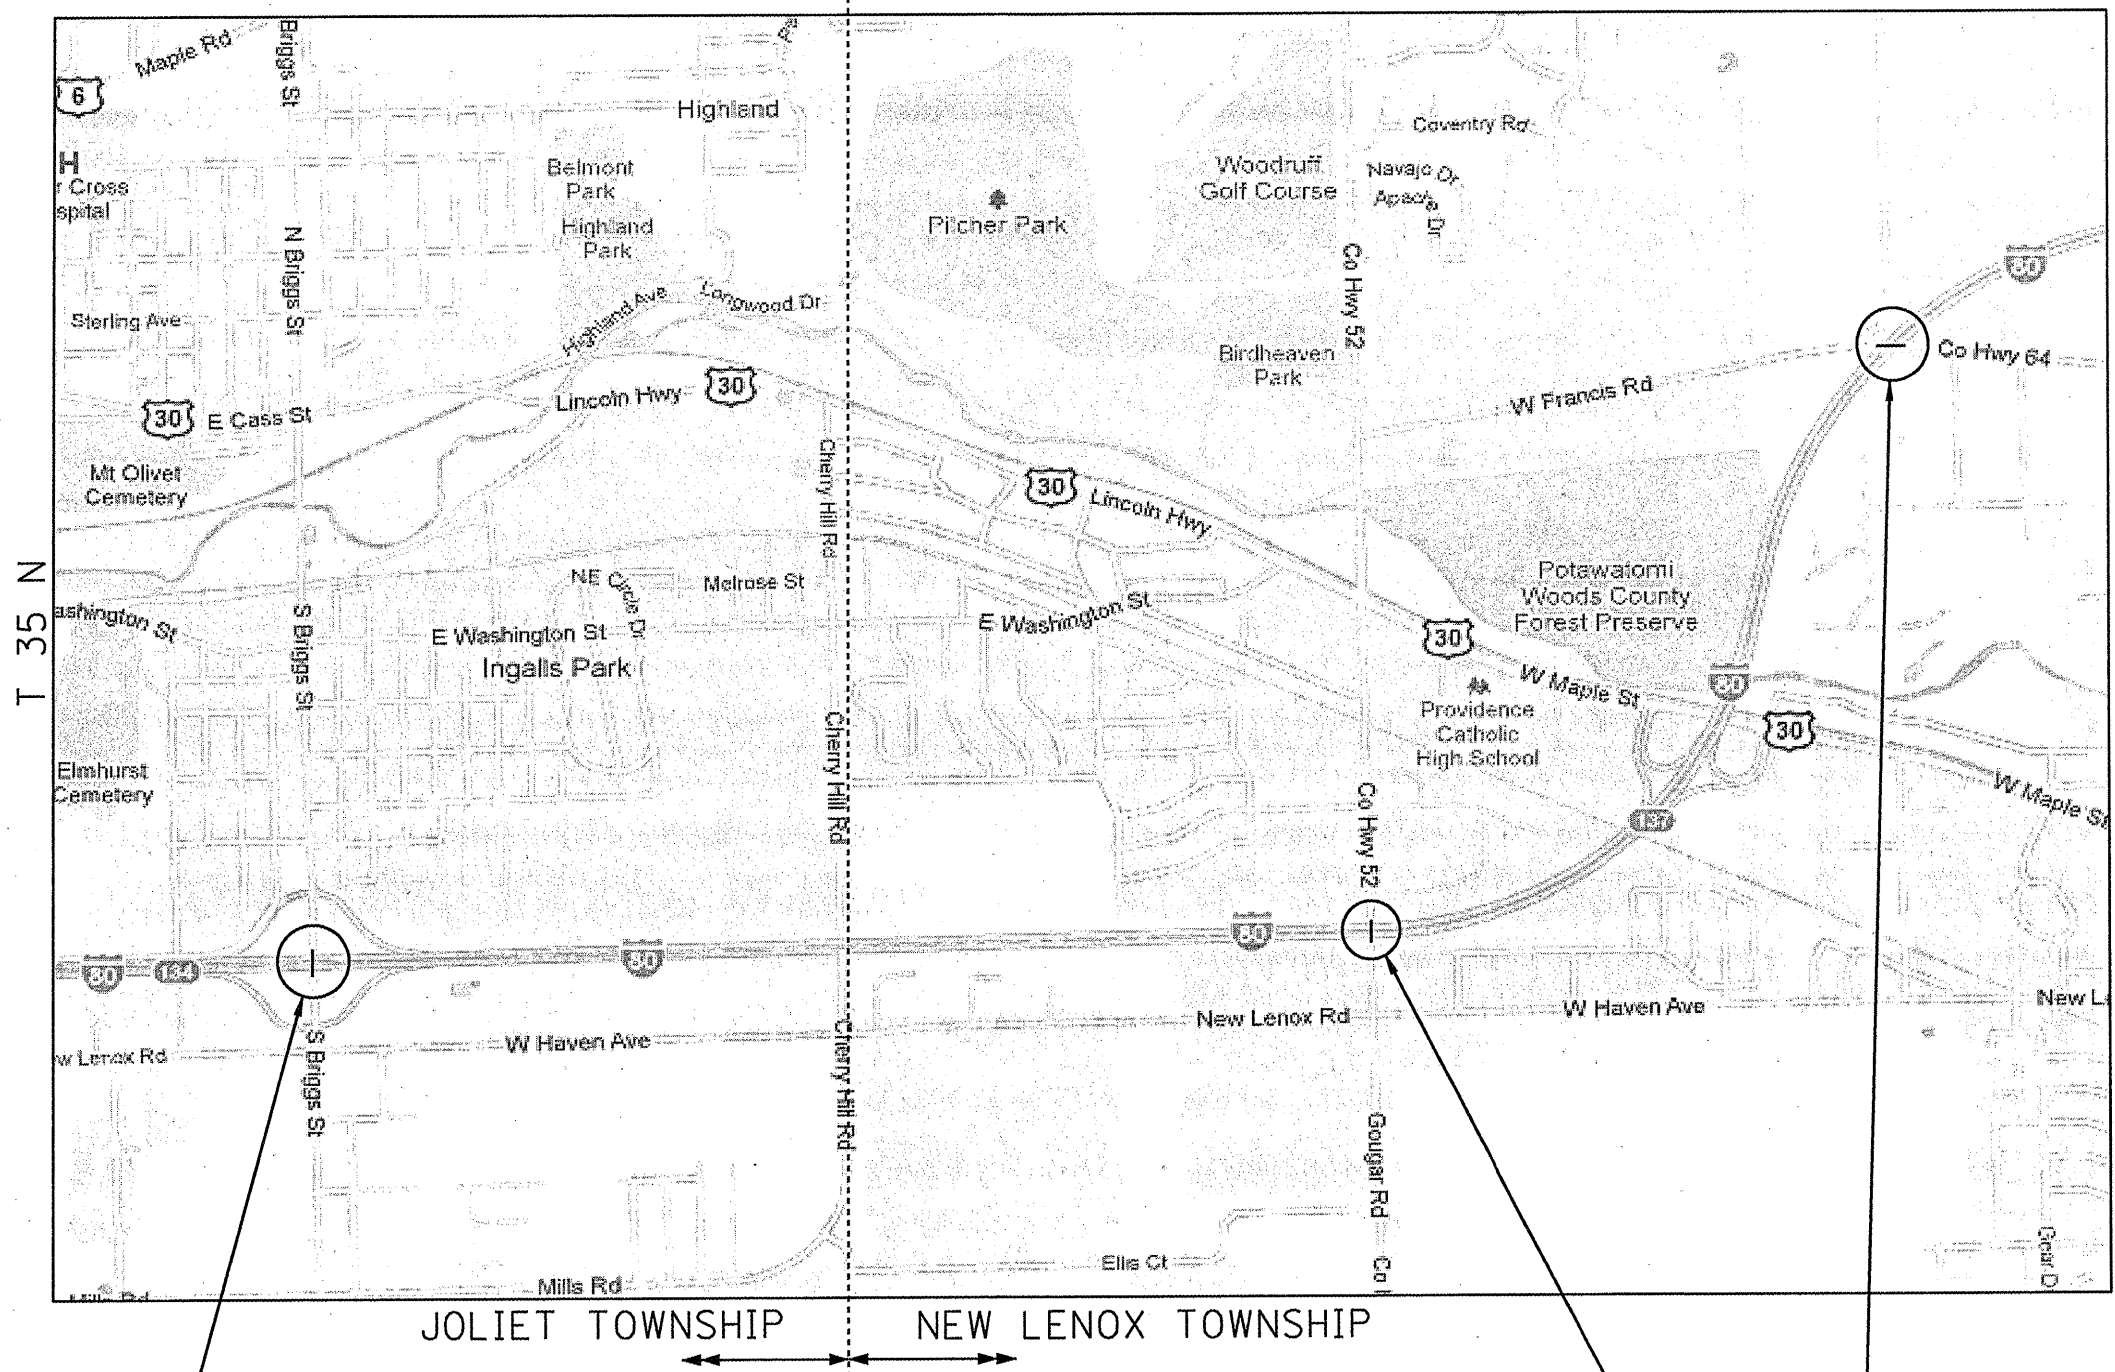 Maple Rd
Briggs St
6
Highland
Coventry Rd
H
r Cross
spital
Belmont
Park
Woodruff
Golf Course
Navajo Dr
Apache Dr
Highland
Park
Pilcher Park
N Briggs St
Co Hwy 52
80
Sterling Ave
Highland Ave
Longwood Dr
Birdheaven
Park
Co Hwy 64
30
E Cass St
Lincoln Hwy
30
W Francis Rd
Mt Olivet
Cemetery
Cherry Hill Rd
30
Lincoln Hwy
T 35 N
ashington St
S Briggs St
NE Circle Dr
Melrose St
E Washington St
Ingalls Park
E Washington St
Potawatomi
Woods County
Forest Preserve
30
W Maple St
80
30
Providence
Catholic
High School
W Maple St
Elmhurst
Cemetery
Cherry Hill Rd
Co Hwy 52
137
80
134
80
80
W Haven Ave
New Lenox Rd
W Haven Ave
New L
w Lenox Rd
S Briggs St
Cherry Hill Rd
Gougar Rd
Co
Ellis Ct
Mills Rd
Mills Rd
JOLIET TOWNSHIP
NEW LENOX TOWNSHIP